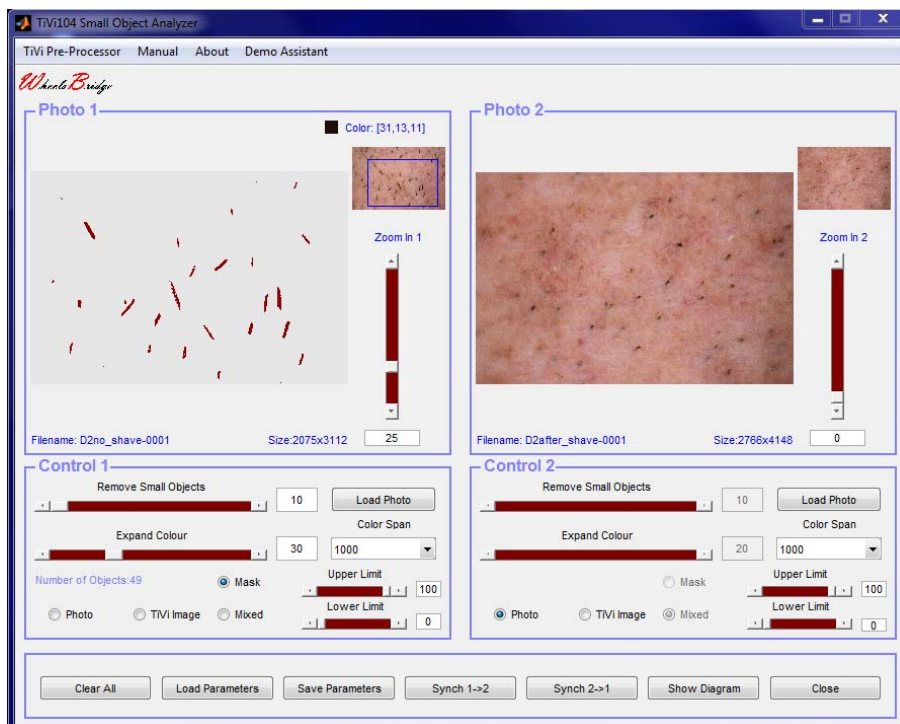 TiVi104 Small Object Analyzer
TiVi Pre-Processor Manual About Demo Assistant
WheelsBridge
Photo 1
Color: [31,13,11]
Zoom In 1
Filename: D2no_shave-0001 Size:2075x3112 25
Photo 2
Zoom In 2
Filename: D2after_shave-0001 Size:2766x4148 0
Control 1
Remove Small Objects
10 Load Photo
Expand Colour Color Span
30 1000
Number of Objects:49 Mask Upper Limit 100
Photo TiVi Image Mixed Lower Limit 0
Control 2
Remove Small Objects
10 Load Photo
Expand Colour Color Span
20 1000
Mask Upper Limit 100
Photo TiVi Image Mixed Lower Limit 0
Clear All Load Parameters Save Parameters Synch 1->2 Synch 2->1 Show Diagram Close